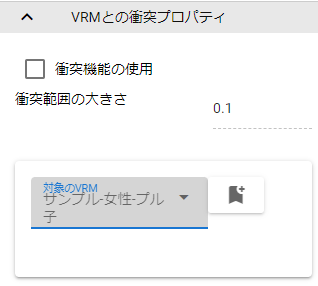 VRMとの衝突プロパティ
衝突機能の使用
衝突範囲の大きさ
0.1
対象のVRM
サンプル-女性-プル
子